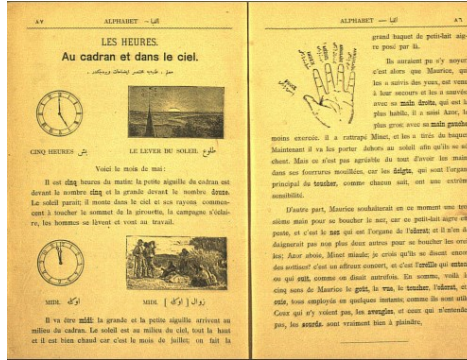 ٨٧ ALPHABET — الفبا
LES HEURES.
Au cadran et dans le ciel.
CINQ HEURES بش
LE LEVER DU SOLEIL طلوع
Voici le mois de mai:
Il est cinq heures du matin: la petite aiguille du cadran est
devant le nombre cinq et la grande devant le nombre douze.
Le soleil paraît; il monte dans le ciel et ses rayons commen-
cent à toucher le sommet de la girouette, la campagne s'éclai-
re, les hommes se lèvent et vont au travail.
MIDI.
MIDI.
Il va être midi: la grande et la petite aiguille arrivent au
milieu du cadran. Le soleil est au milieu du ciel, tout le haut
et il est bien chaud car c'est le mois de juillet; on fait la
ALPHABET — الفبا ٨٦
grand baquet de petit-lait aig-
re posé par là.
Ils auraient pu s'y noyer
c'est alors que Maurice, qui
les a suivis des yeux, est venu
à leur secours et les a sauvés
avec sa main droite, qui est la
plus habile, il a saisi Azor, le
plus gros; avec sa main gauche
moins exercée, il a rattrapé Minet, et les a tirés du baquet
Maintenant il va les porter dehors au soleil afin qu'ils se sè-
chent. Mais ce n'est pas agréable du tout d'avoir les mains
dans ses fourrures mouillées, car les doigts, qui sont l'organe
principal du toucher, comme chacun sait, ont une extrême
sensibilité.
D'autre part, Maurice souhaiterait en ce moment une troi-
sième main pour se boucher le nez, car ce petit-lait aigre
et c'est le nez qui est l'organe de l'odorat; et il n'en
daignerait pas non plus deux autres pour se boucher les oreil-
les; Azor aboie, Minet miaule; je crois qu'ils se disent encore
des sottises! c'est un affreux concert, et c'est l'oreille qui entend
ou qui ouït, comme on disait autrefois. En somme, voilà les
cinq sens de Maurice le goût, la vue, le toucher, l'odorat, et
ouïe, tous employés en quelques instants;
Ceux qui n'y voient pas, les aveugles, et ceux qui n'entendent
pas, les sourds, sont vraiment bien à plaindre,